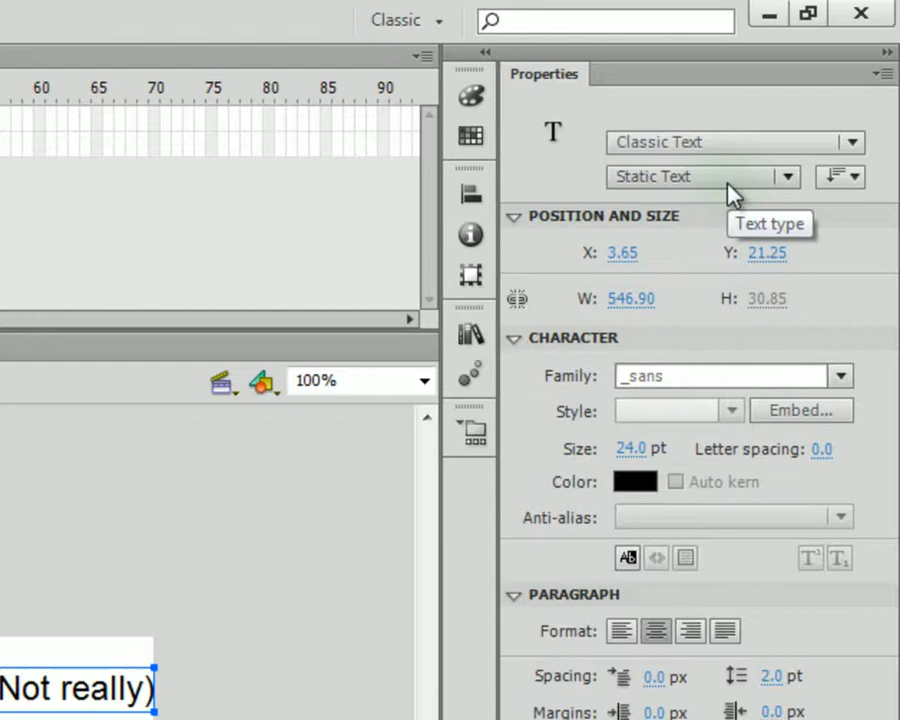 Classic
60 65 70 75 80 85 90
Properties
T
Classic Text
Static Text
Text type
POSITION AND SIZE
X: 3.65 Y: 21.25
W: 546.90 H: 30.85
CHARACTER
100%
Family: _sans
Style: Embed...
Size: 24.0 pt Letter spacing: 0.0
Color: Auto kern
Anti-alias:
T¹ T₁
PARAGRAPH
Format:
Spacing: 0.0 px 2.0 pt
Not really)
Margins: 0.0 px 0.0 px